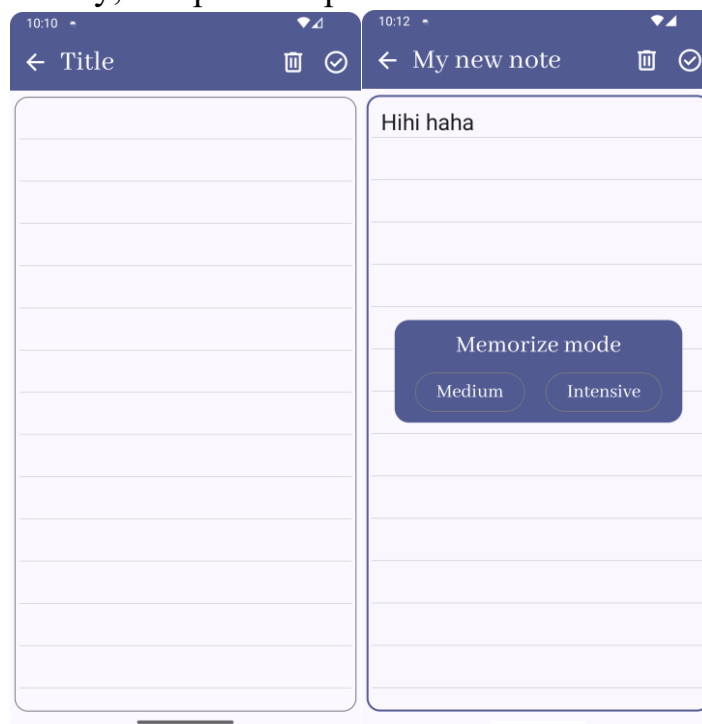 10:10
Title
10:12
My new note
Hihi haha
Memorize mode
Medium Intensive